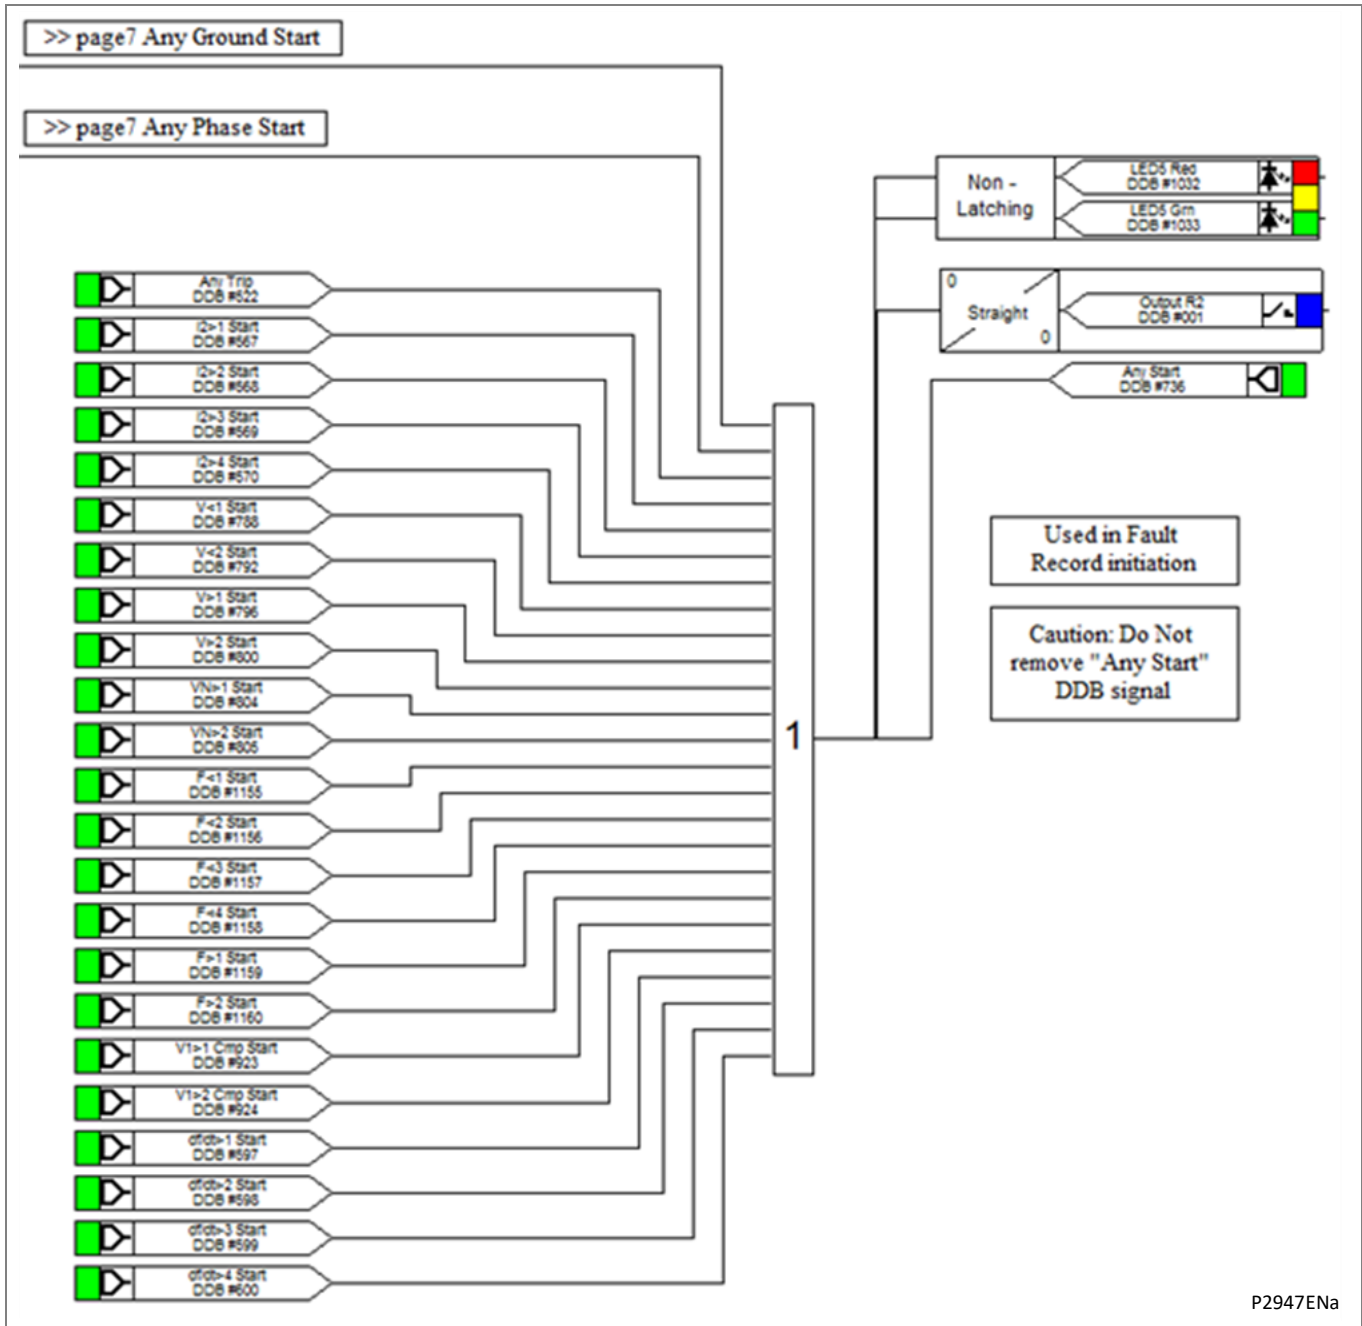 >> page7 Any Ground Start
>> page7 Any Phase Start
Non -
Latching
LED5 Red
DDB #1032
LED5 Grn
DDB #1033
0
Straight
0
Output R2
DDB #001
Any Start
DDB #736
Any Trip
DDB #522
I2>1 Start
DDB #567
I2>2 Start
DDB #568
I2>3 Start
DDB #569
I2>4 Start
DDB #570
V<1 Start
DDB #788
V<2 Start
DDB #792
V>1 Start
DDB #796
V>2 Start
DDB #800
VN>1 Start
DDB #804
VN>2 Start
DDB #805
F<1 Start
DDB #1155
F<2 Start
DDB #1156
F<3 Start
DDB #1157
F<4 Start
DDB #1158
F>1 Start
DDB #1159
F>2 Start
DDB #1160
V1>1 Cmp Start
DDB #923
V1>2 Cmp Start
DDB #924
df/dt>1 Start
DDB #597
df/dt>2 Start
DDB #598
df/dt>3 Start
DDB #599
df/dt>4 Start
DDB #600
1
Used in Fault
Record initiation
Caution: Do Not
remove "Any Start"
DDB signal
P2947ENa